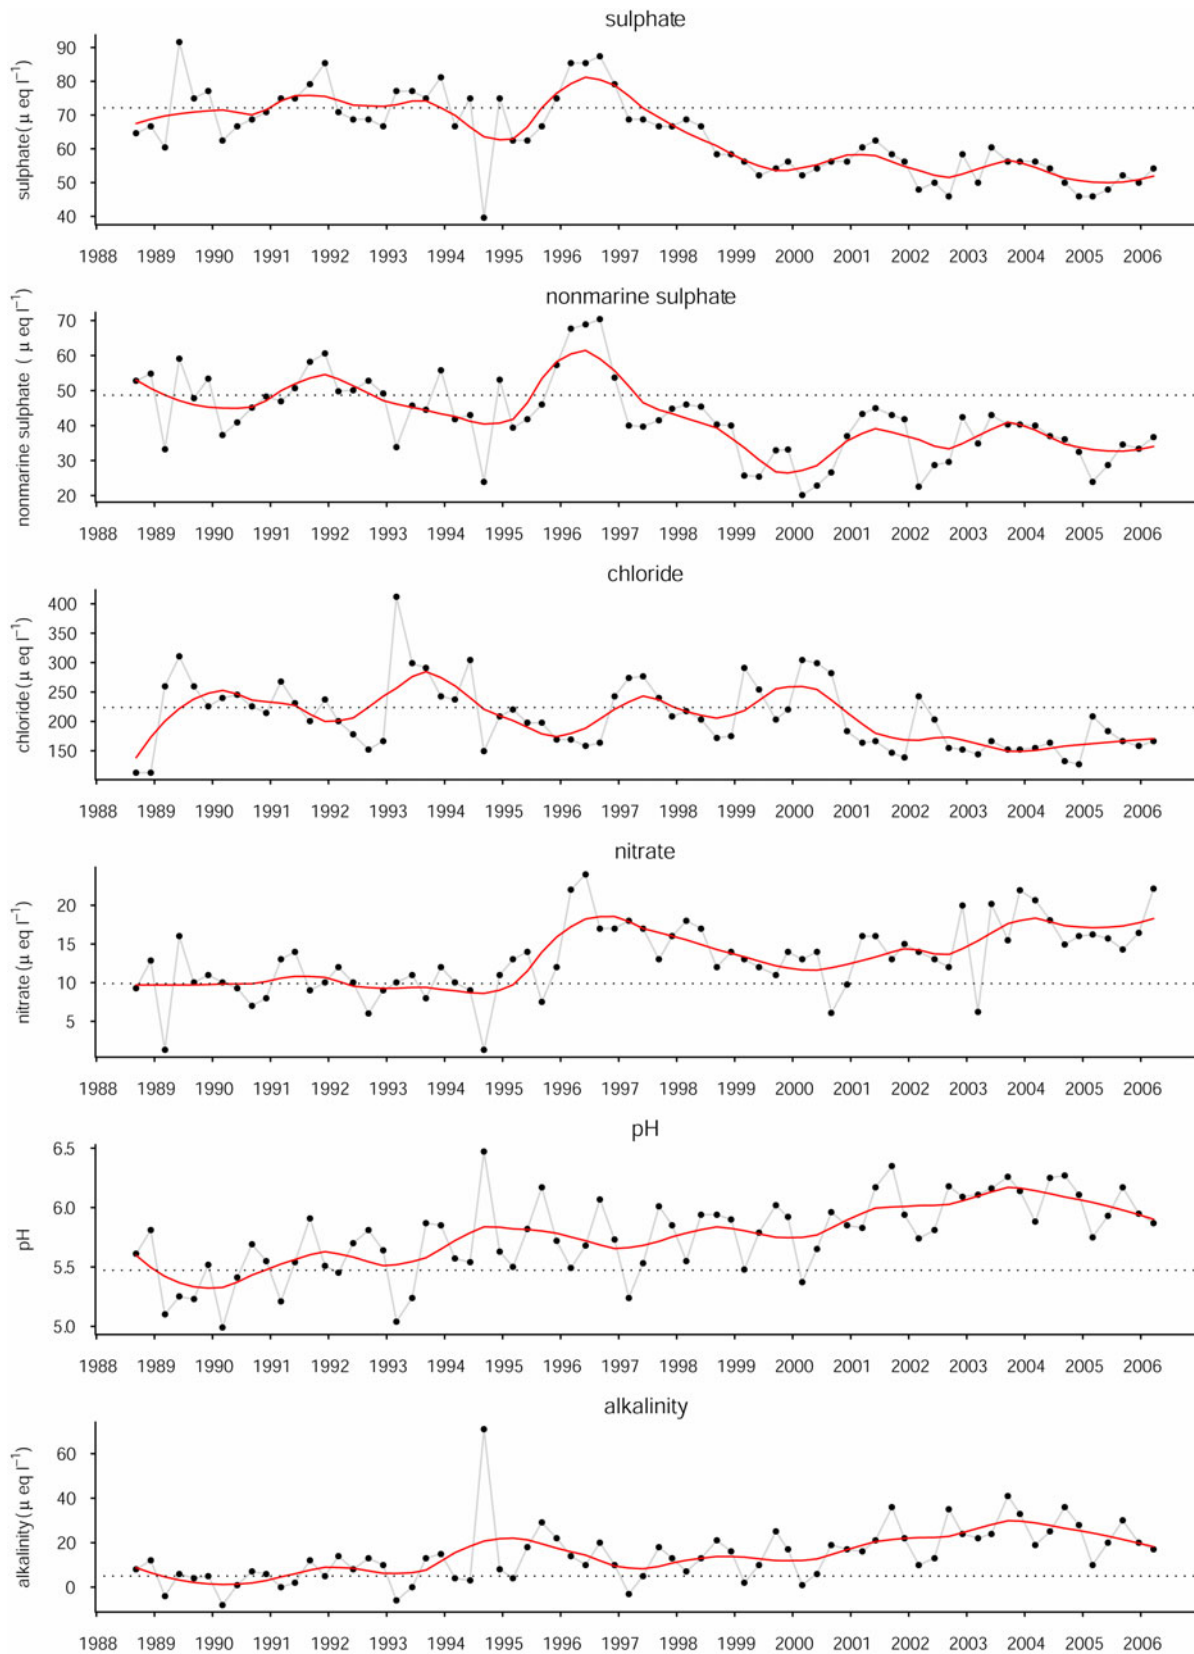 sulphate
sulphate (μ eq l⁻¹)
90
80
70
60
50
40
1988 1989 1990 1991 1992 1993 1994 1995 1996 1997 1998 1999 2000 2001 2002 2003 2004 2005 2006
nonmarine sulphate
nonmarine sulphate ( μ eq l⁻¹)
70
60
50
40
30
20
1988 1989 1990 1991 1992 1993 1994 1995 1996 1997 1998 1999 2000 2001 2002 2003 2004 2005 2006
chloride
chloride (μ eq l⁻¹)
400
350
300
250
200
150
1988 1989 1990 1991 1992 1993 1994 1995 1996 1997 1998 1999 2000 2001 2002 2003 2004 2005 2006
nitrate
nitrate (μ eq l⁻¹)
20
15
10
5
1988 1989 1990 1991 1992 1993 1994 1995 1996 1997 1998 1999 2000 2001 2002 2003 2004 2005 2006
pH
pH
6.5
6.0
5.5
5.0
1988 1989 1990 1991 1992 1993 1994 1995 1996 1997 1998 1999 2000 2001 2002 2003 2004 2005 2006
alkalinity
alkalinity (μ eq l⁻¹)
60
40
20
0
1988 1989 1990 1991 1992 1993 1994 1995 1996 1997 1998 1999 2000 2001 2002 2003 2004 2005 2006